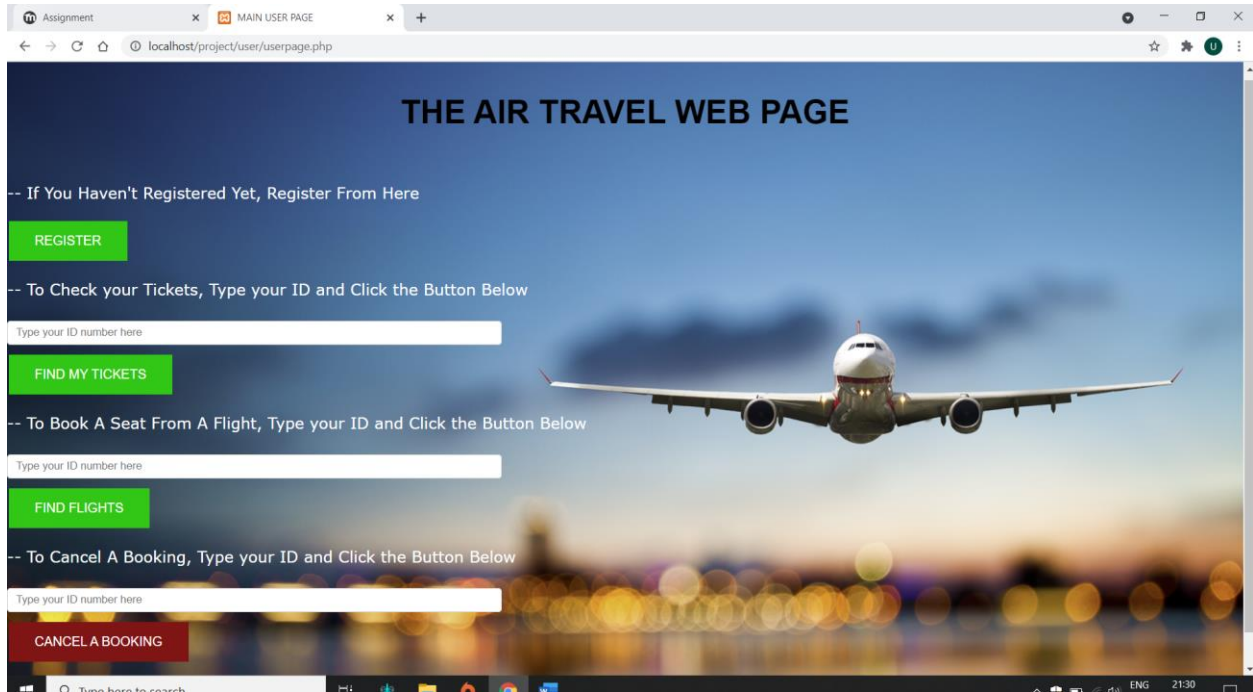 Assignment
MAIN USER PAGE
localhost/project/user/userpage.php
U
THE AIR TRAVEL WEB PAGE
-- If You Haven't Registered Yet, Register From Here
REGISTER
-- To Check your Tickets, Type your ID and Click the Button Below
Type your ID number here
FIND MY TICKETS
-- To Book A Seat From A Flight, Type your ID and Click the Button Below
Type your ID number here
FIND FLIGHTS
-- To Cancel A Booking, Type your ID and Click the Button Below
Type your ID number here
CANCEL A BOOKING
Type here to search
ENG
21:30